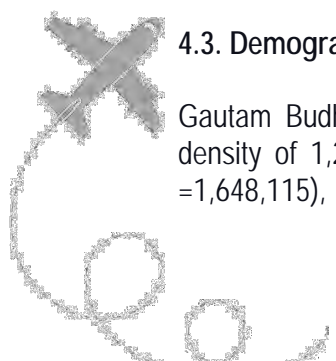 4.3. Demogra
Gautam Budh
density of 1,2
=1,648,115),